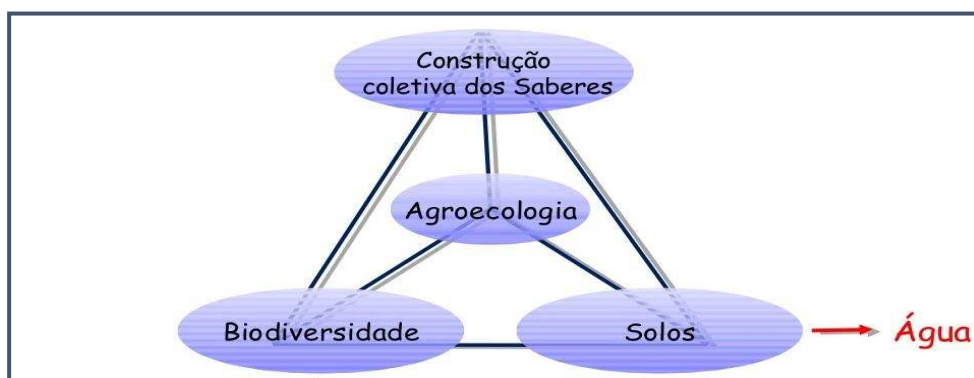 Construção
coletiva dos Saberes
Agroecologia
Biodiversidade
Solos
Água